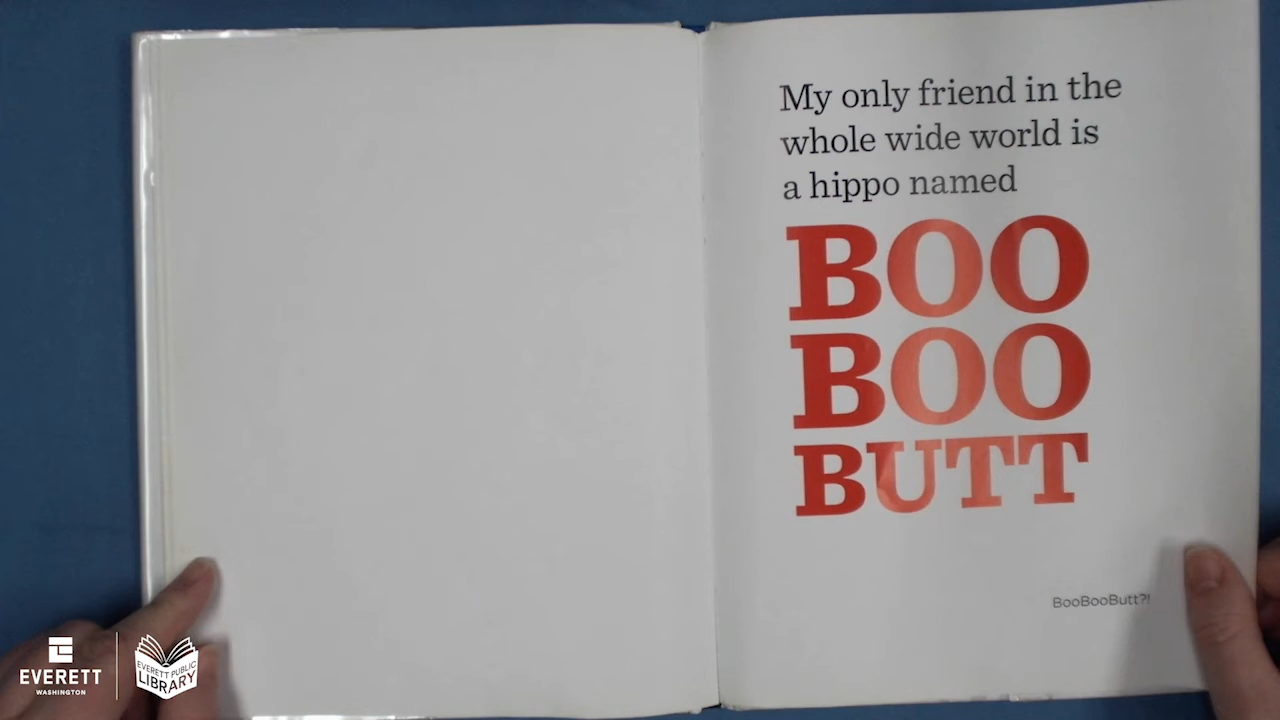 My only friend in the
whole wide world is
a hippo named
BOO
BOO
BUTT
BooBooButt?!
EVERETT
WASHINGTON
EVERETT PUBLIC
LIBRARY